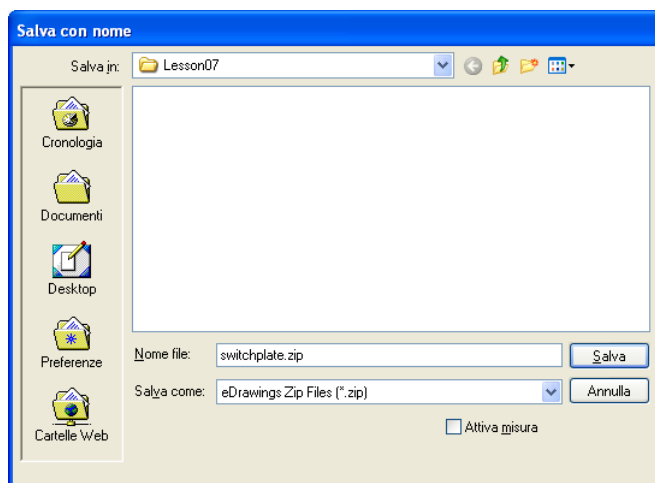 Salva con nome
Salva in: Lesson07
Cronologia
Documenti
Desktop
Preferenze
Cartelle Web
Nome file: switchplate.zip Salva
Salva come: eDrawings Zip Files (*.zip) Annulla
Attiva misura